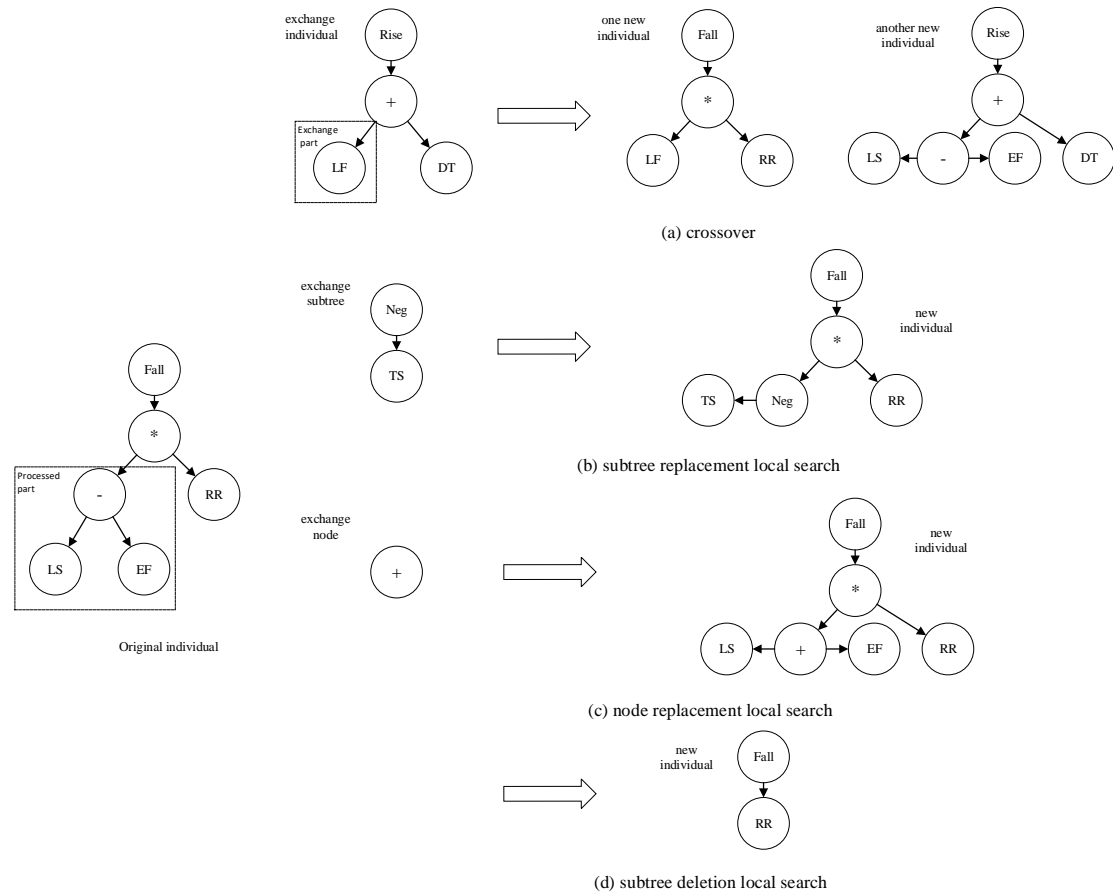 exchange
individual
Rise
+
Exchange
part
LF
DT
one new
individual
Fall
*
LF
RR
another new
individual
Rise
+
LS
-
EF
DT
(a) crossover
exchange
subtree
Neg
TS
Fall
new
individual
*
TS
Neg
RR
(b) subtree replacement local search
Fall
*
Processed
part
-
RR
LS
EF
Original individual
exchange
node
+
Fall
new
individual
*
LS
+
EF
RR
(c) node replacement local search
new
individual
Fall
RR
(d) subtree deletion local search